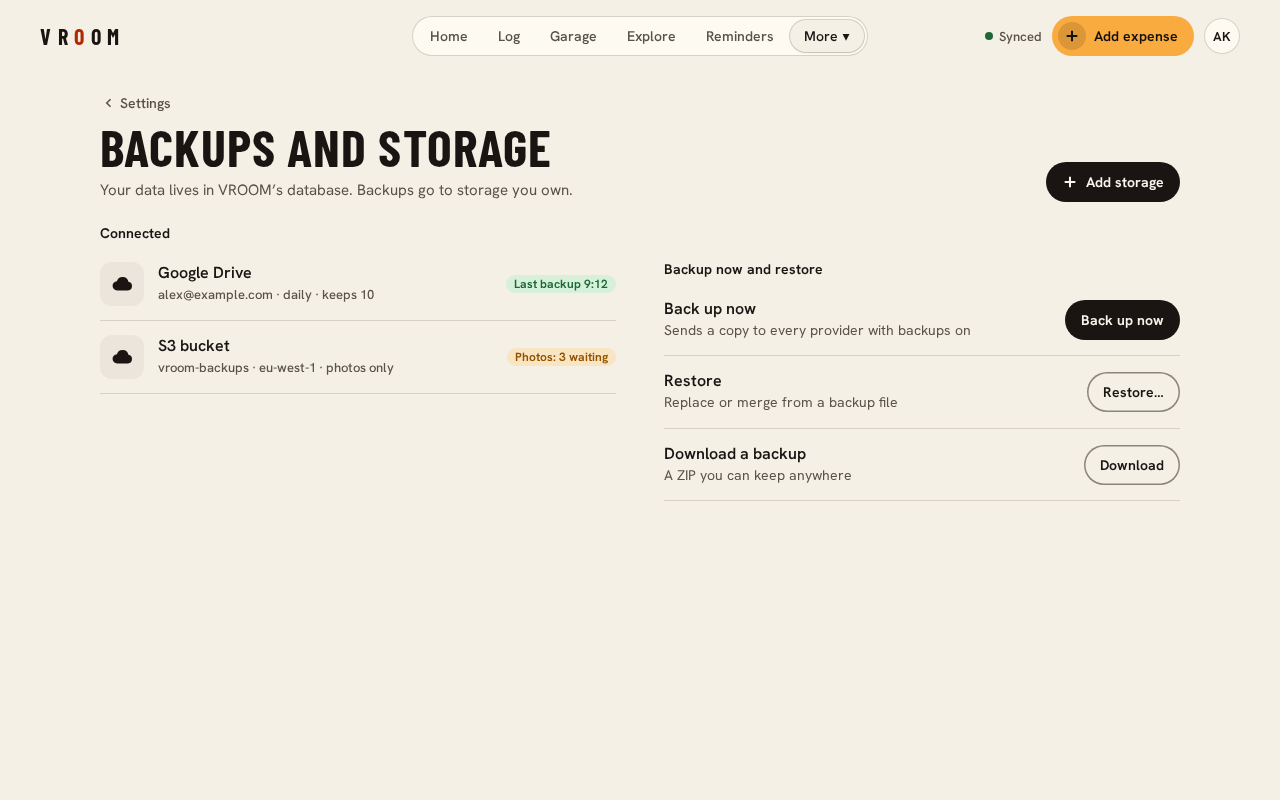 VROOM
Home
Log
Garage
Explore
Reminders
More ▾
Synced
+ Add expense
AK
Settings
BACKUPS AND STORAGE
Your data lives in VROOM’s database. Backups go to storage you own.
+ Add storage
Connected
Google Drive
alex@example.com · daily · keeps 10
Last backup 9:12
S3 bucket
vroom-backups · eu-west-1 · photos only
Photos: 3 waiting
Backup now and restore
Back up now
Sends a copy to every provider with backups on
Back up now
Restore
Replace or merge from a backup file
Restore…
Download a backup
A ZIP you can keep anywhere
Download